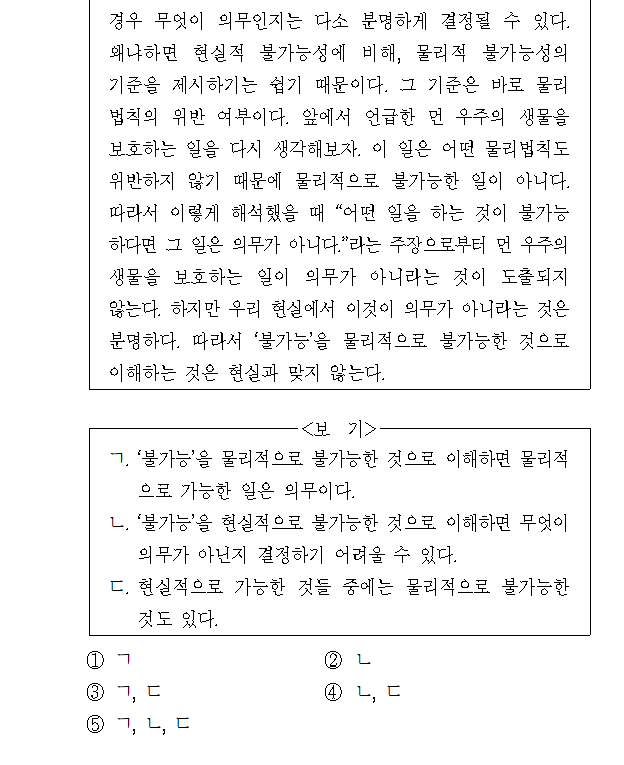 경우 무엇이 의무인지는 다소 분명하게 결정될 수 있다.
왜냐하면 현실적 불가능성에 비해, 물리적 불가능성의
기준을 제시하기는 쉽기 때문이다. 그 기준은 바로 물리
법칙의 위반 여부이다. 앞에서 언급한 먼 우주의 생물을
보호하는 일을 다시 생각해보자. 이 일은 어떤 물리법칙도
위반하지 않기 때문에 물리적으로 불가능한 일이 아니다.
따라서 이렇게 해석했을 때 “어떤 일을 하는 것이 불가능
하다면 그 일은 의무가 아니다.”라는 주장으로부터 먼 우주의
생물을 보호하는 일이 의무가 아니라는 것이 도출되지
않는다. 하지만 우리 현실에서 이것이 의무가 아니라는 것은
분명하다. 따라서 ‘불가능’을 물리적으로 불가능한 것으로
이해하는 것은 현실과 맞지 않는다.
<보 기>
ㄱ. ‘불가능’을 물리적으로 불가능한 것으로 이해하면 물리적
으로 가능한 일은 의무이다.
ㄴ. ‘불가능’을 현실적으로 불가능한 것으로 이해하면 무엇이
의무가 아닌지 결정하기 어려울 수 있다.
ㄷ. 현실적으로 가능한 것들 중에는 물리적으로 불가능한
것도 있다.
① ㄱ ② ㄴ
③ ㄱ, ㄷ ④ ㄴ, ㄷ
⑤ ㄱ, ㄴ, ㄷ